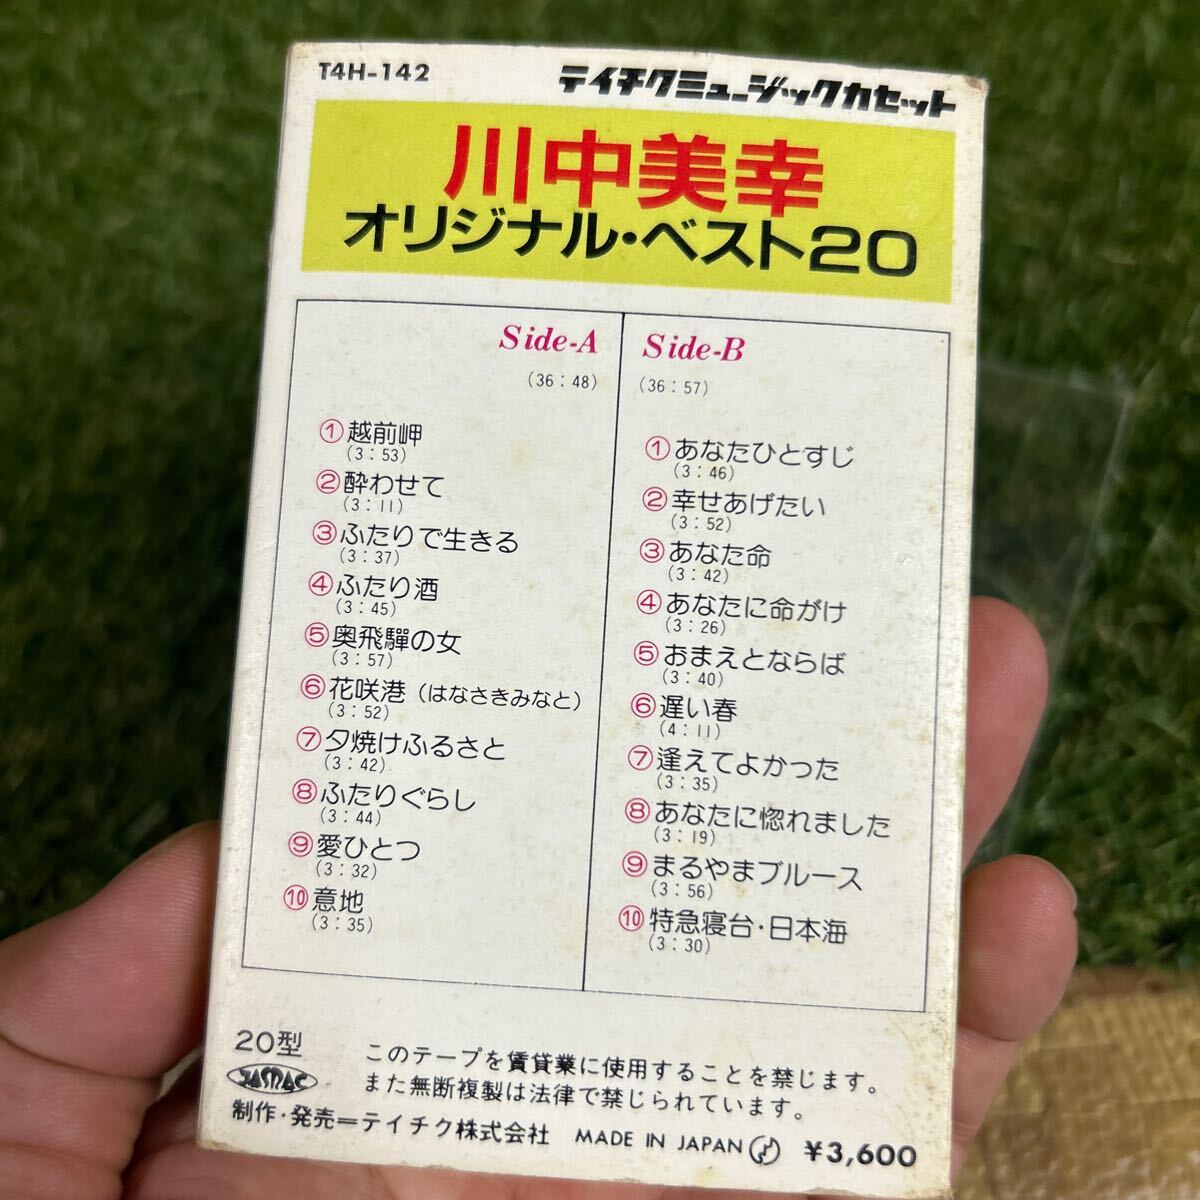 T4H-142
テイチクミュージックカセット
川中美幸
オリジナル・ベスト20
Side-A
(36:48)
①越前岬
(3:53)
②酔わせて
(3:11)
③ふたりで生きる
(3:37)
④ふたり酒
(3:45)
⑤奥飛驒の女
(3:57)
⑥花咲港(はなさきみなと)
(3:52)
⑦夕焼けふるさと
(3:42)
⑧ふたりぐらし
(3:44)
⑨愛ひとつ
(3:32)
⑩意地
(3:35)
Side-B
(36:57)
①あなたひとすじ
(3:46)
②幸せあげたい
(3:52)
③あなた命
(3:42)
④あなたに命がけ
(3:26)
⑤おまえとならば
(3:40)
⑥遅い春
(4:11)
⑦逢えてよかった
(3:35)
⑧あなたに惚れました
(3:19)
⑨まるやまブルース
(3:56)
⑩特急寝台・日本海
(3:30)
20型
JASRAC
このテープを賃貸業に使用することを禁じます。
また無断複製は法律で禁じられています。
制作・発売=テイチク株式会社 MADE IN JAPAN ¥3,600